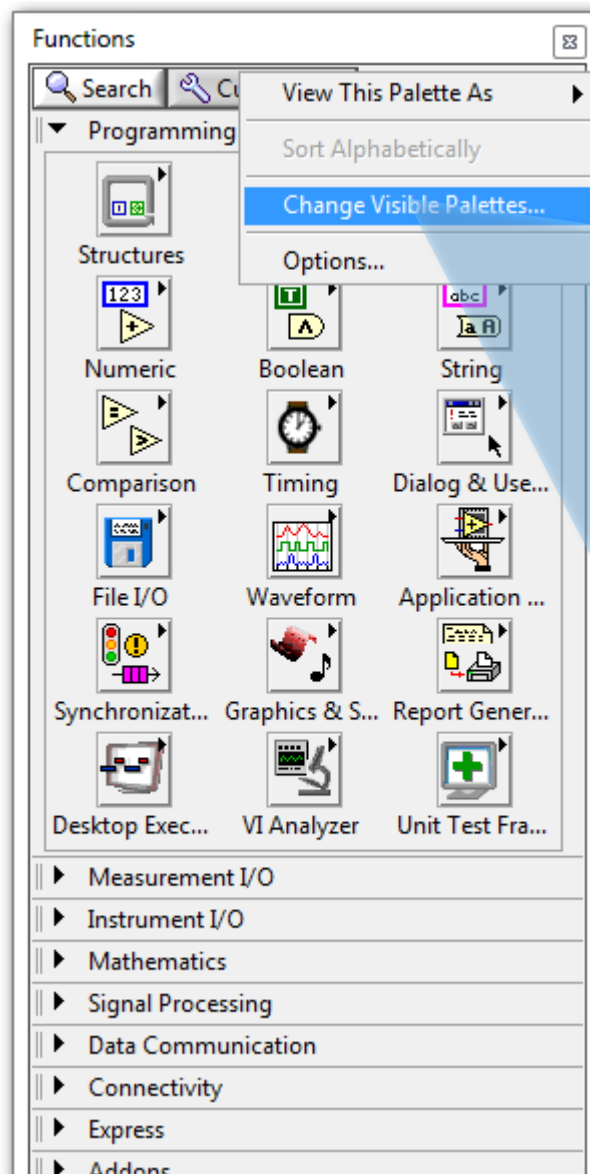 Functions
Search
View This Palette As
Programming
Sort Alphabetically
Change Visible Palettes...
Options...
Structures
123
abc
Numeric Boolean String
Comparison Timing Dialog & Use...
File I/O Waveform Application ...
Synchronizat... Graphics & S... Report Gener...
Desktop Exec... VI Analyzer Unit Test Fra...
Measurement I/O
Instrument I/O
Mathematics
Signal Processing
Data Communication
Connectivity
Express
Addons